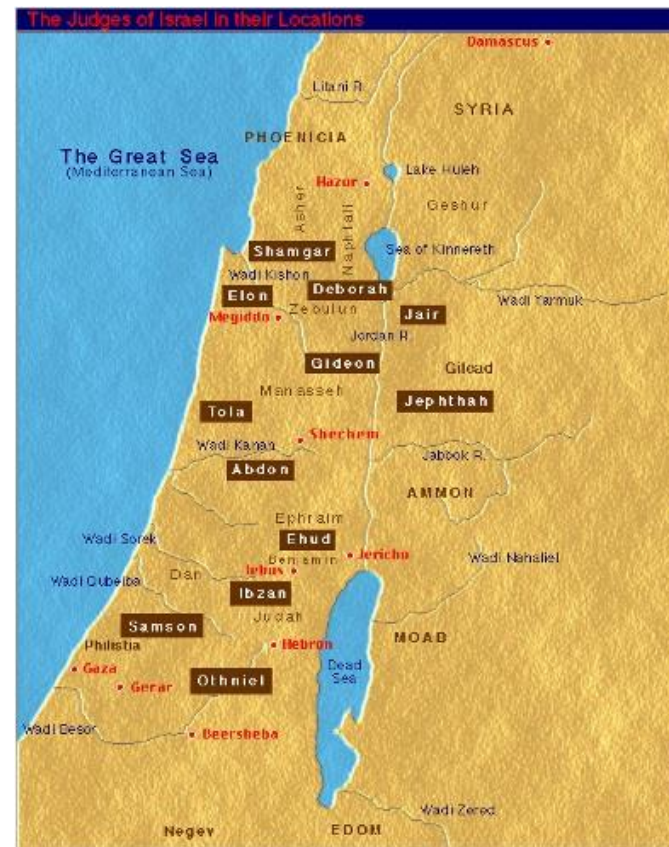 The Judges of Israel in their Locations
Damascus
Litani R.
SYRIA
PHOENICIA
The Great Sea
(Mediterranean Sea)
Lake Huleh
Hazor
Asher
Naphtali
Geshur
Shamgar
Sea of Kinnereth
Wadi Kishon
Elon
Deborah
Wadi Yarmuk
Zebulun
Jair
Megiddo
Jordan R.
Gideon
Gilead
Manasseh
Jephthah
Tola
Shechem
Wadi Kanan
Abdon
Jabbok R.
AMMON
Ephraim
Wadi Sorek
Ehud
Jericho
Wadi Nahaliel
Benjamin
Jebus
Dan
Wadi Qubeiba
Ibzan
Judah
Samson
MOAB
Philistia
Hebron
Dead
Sea
Gaza
Othniel
Gerar
Wadi Besor
Beersheba
Wadi Zered
Negev
EDOM